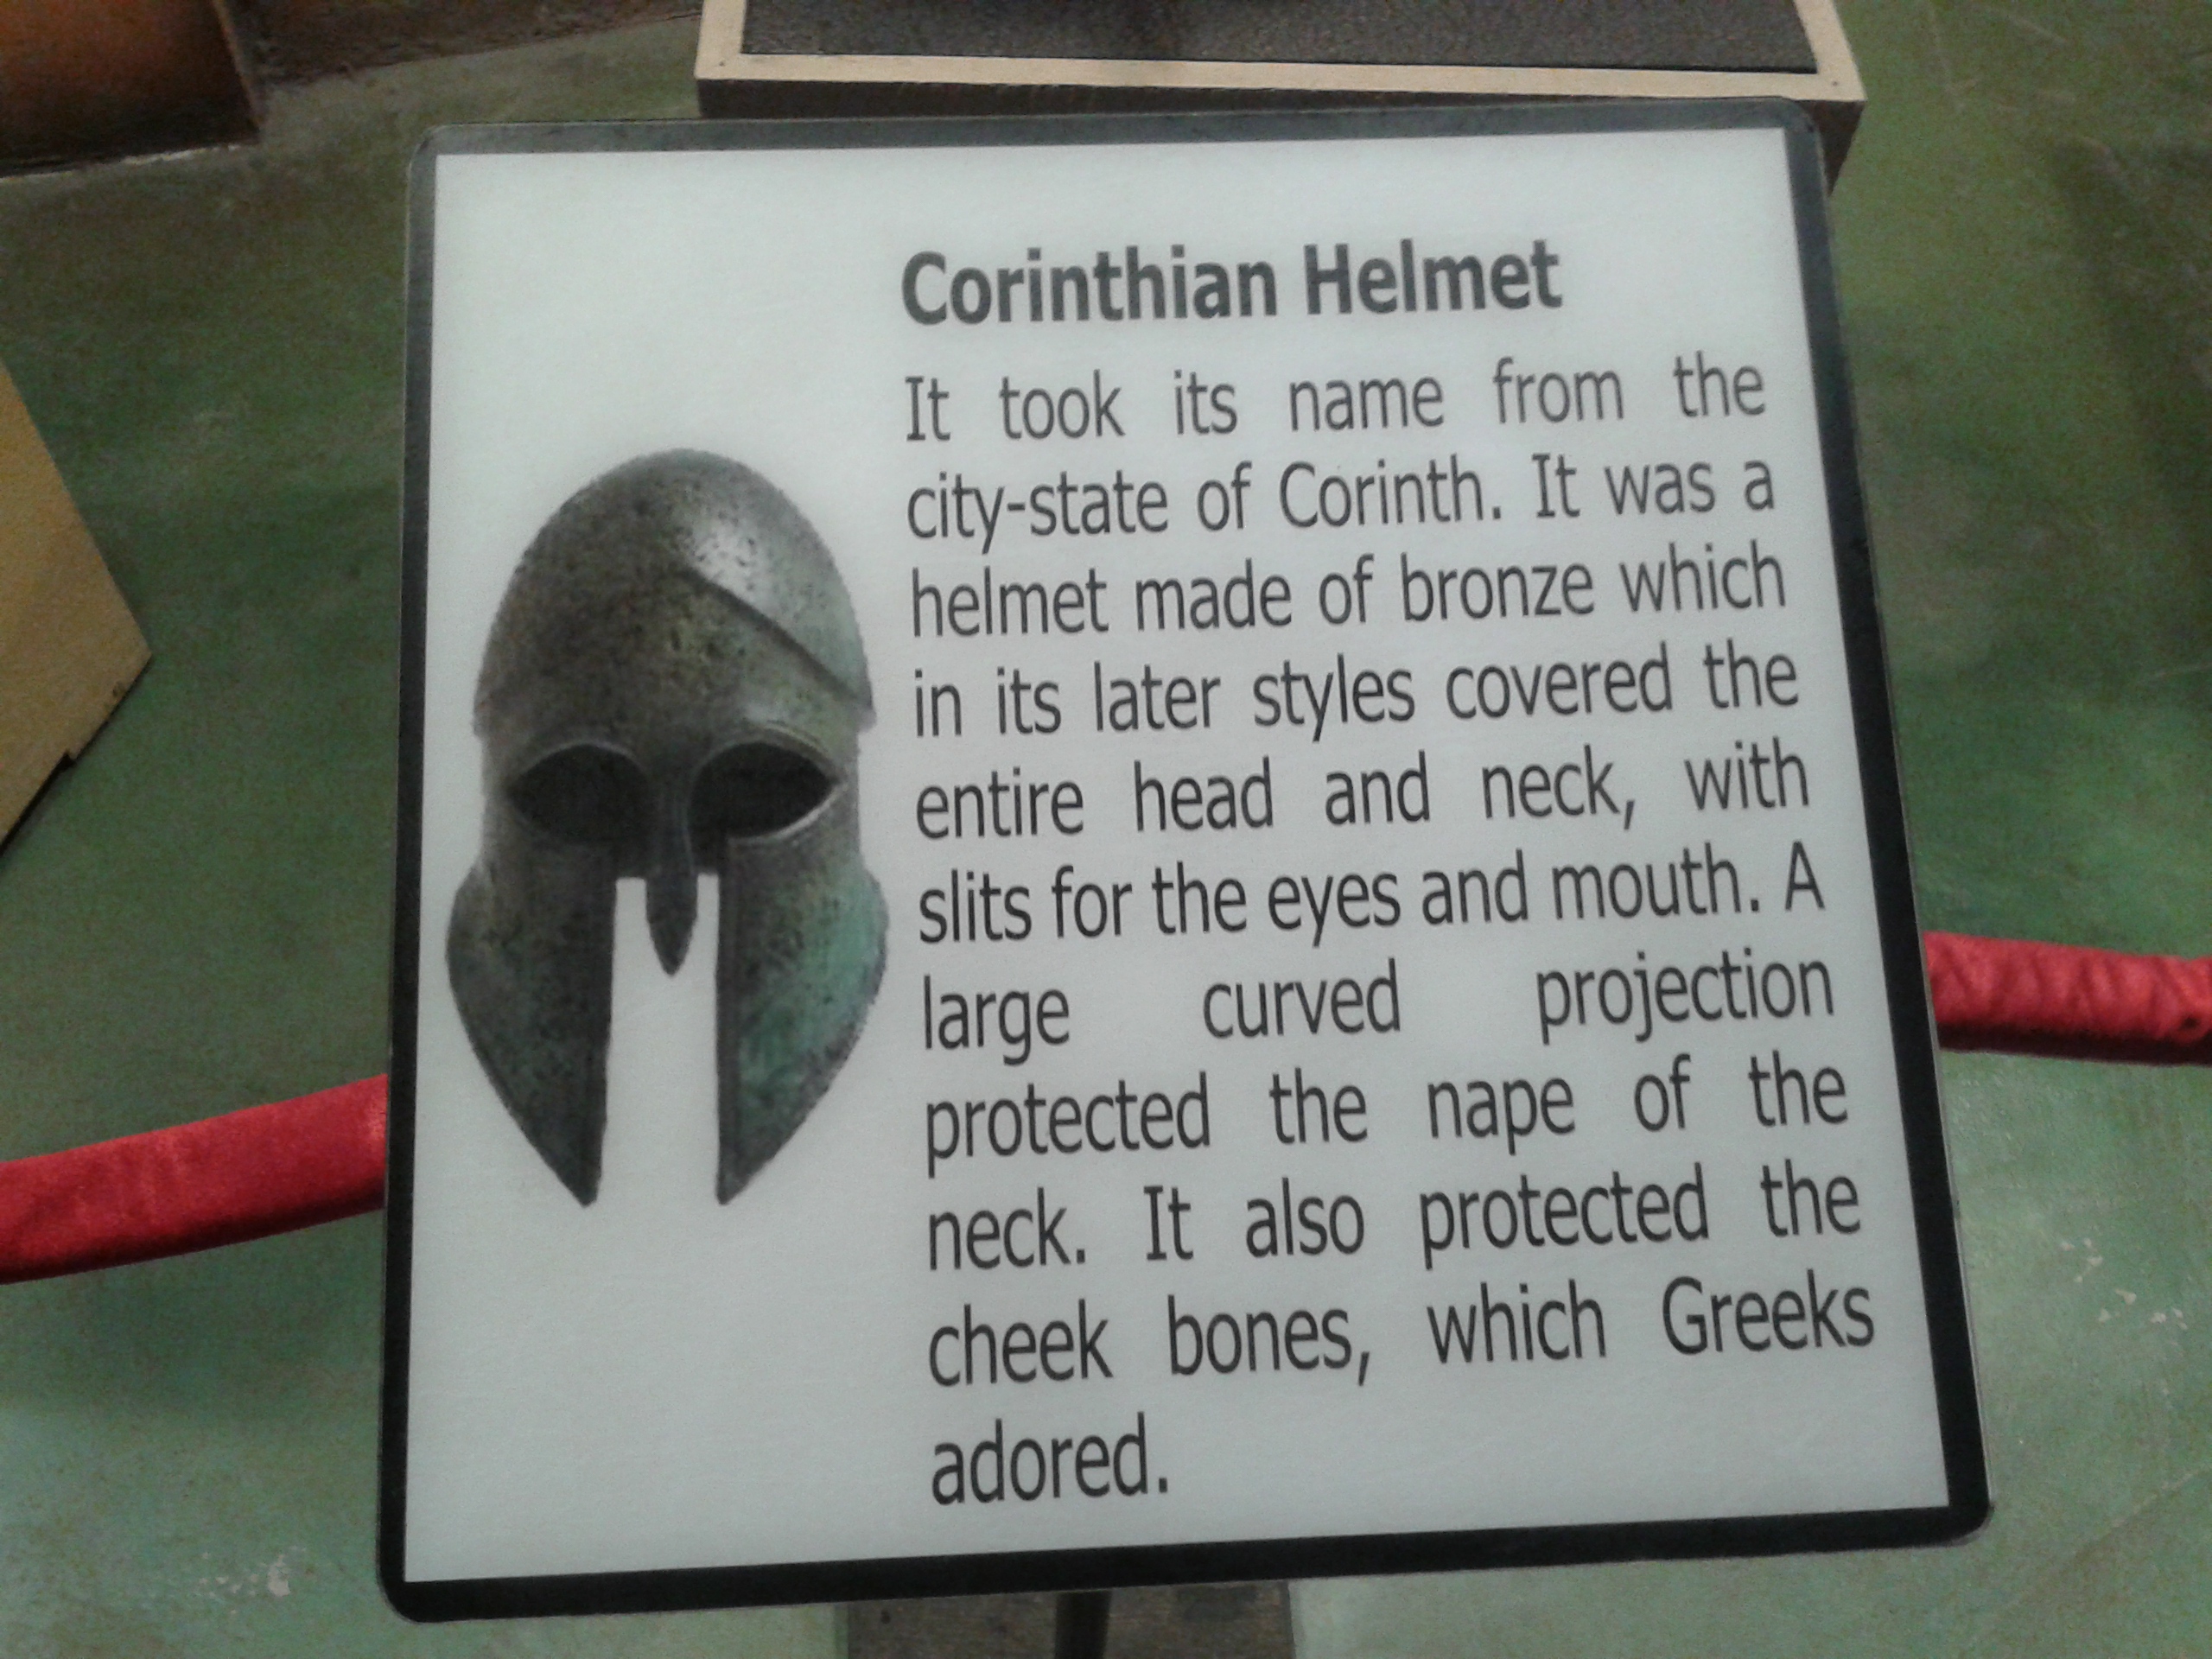 Corinthian Helmet
It took its name from the
city-state of Corinth. It was a
helmet made of bronze which
in its later styles covered the
entire head and neck, with
slits for the eyes and mouth. A
large curved projection
protected the nape of the
neck. It also protected the
cheek bones, which Greeks
adored.